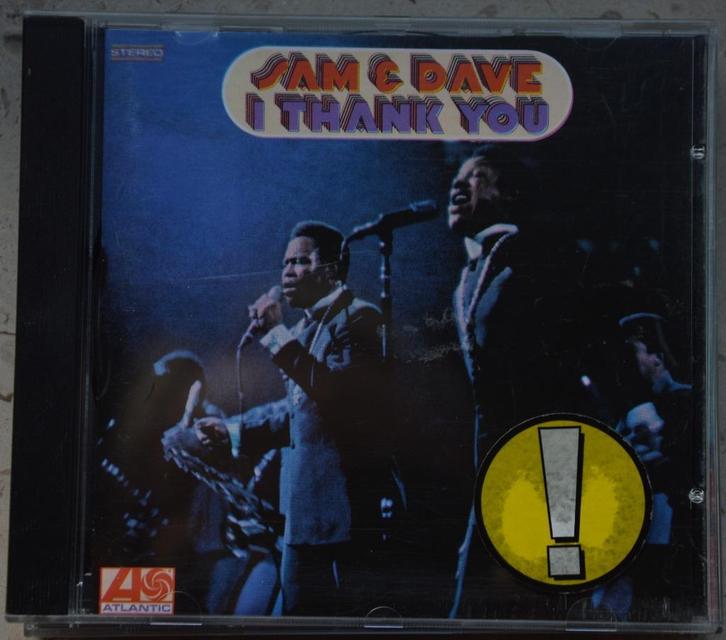 STEREO
SAM & DAVE
I THANK YOU
!
ATLANTIC